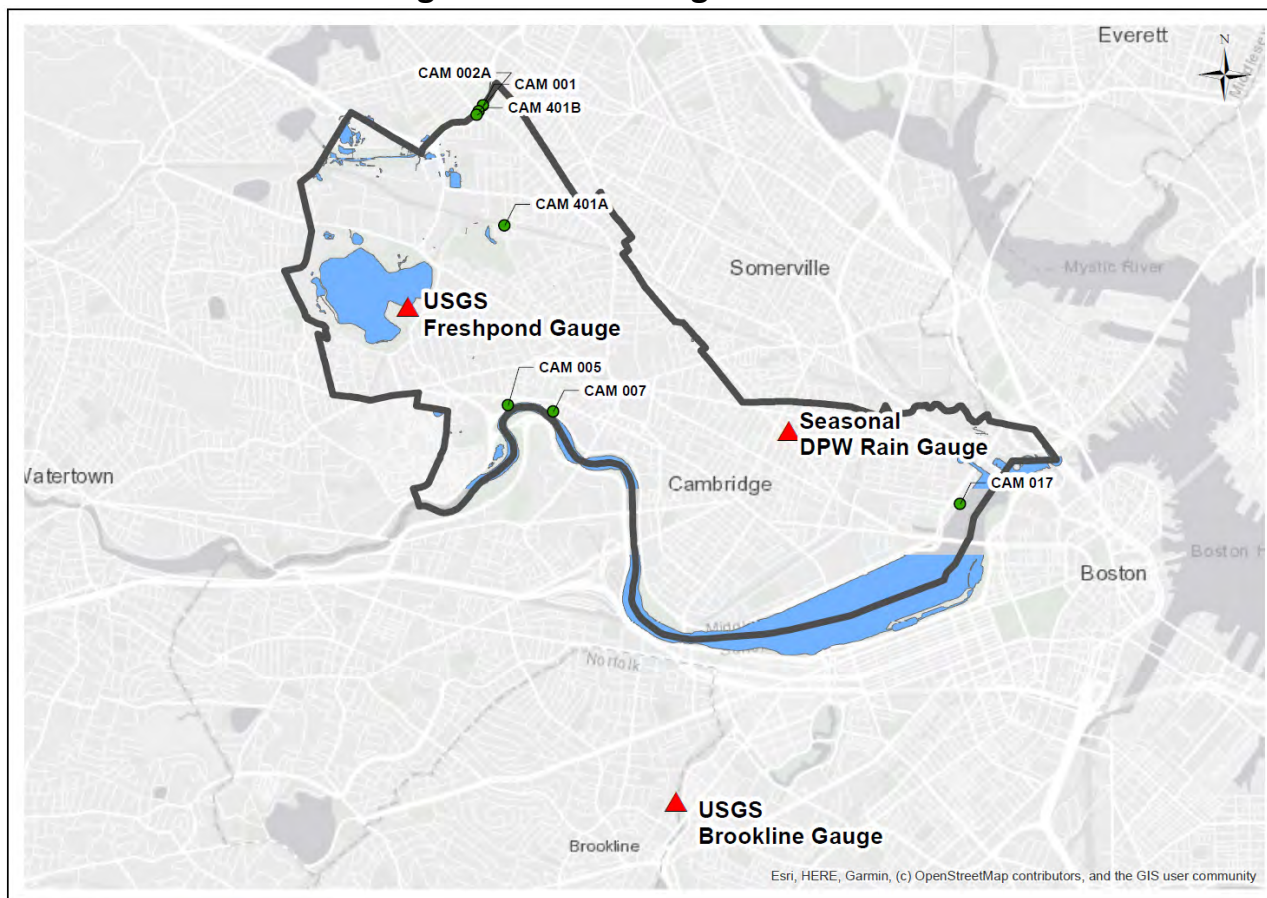 Everett
N
CAM 002A
CAM 001
CAM 401B
CAM 401A
Somerville
Mystic River
USGS
Freshpond Gauge
CAM 005
CAM 007
Seasonal
DPW Rain Gauge
Watertown
Cambridge
CAM 017
Boston
Norfolk
USGS
Brookline Gauge
Brookline
Esri, HERE, Garmin, (c) OpenStreetMap contributors, and the GIS user community